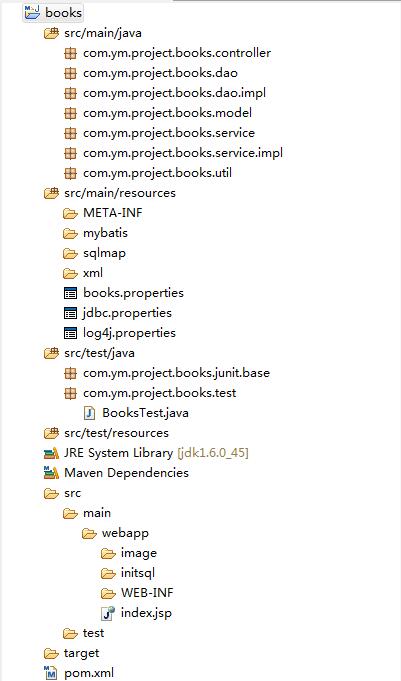 books
src/main/java
com.ym.project.books.controller
com.ym.project.books.dao
com.ym.project.books.dao.impl
com.ym.project.books.model
com.ym.project.books.service
com.ym.project.books.service.impl
com.ym.project.books.util
src/main/resources
META-INF
mybatis
sqlmap
xml
books.properties
jdbc.properties
log4j.properties
src/test/java
com.ym.project.books.junit.base
com.ym.project.books.test
BooksTest.java
src/test/resources
JRE System Library [jdk1.6.0_45]
Maven Dependencies
src
main
webapp
image
initsql
WEB-INF
index.jsp
test
target
pom.xml